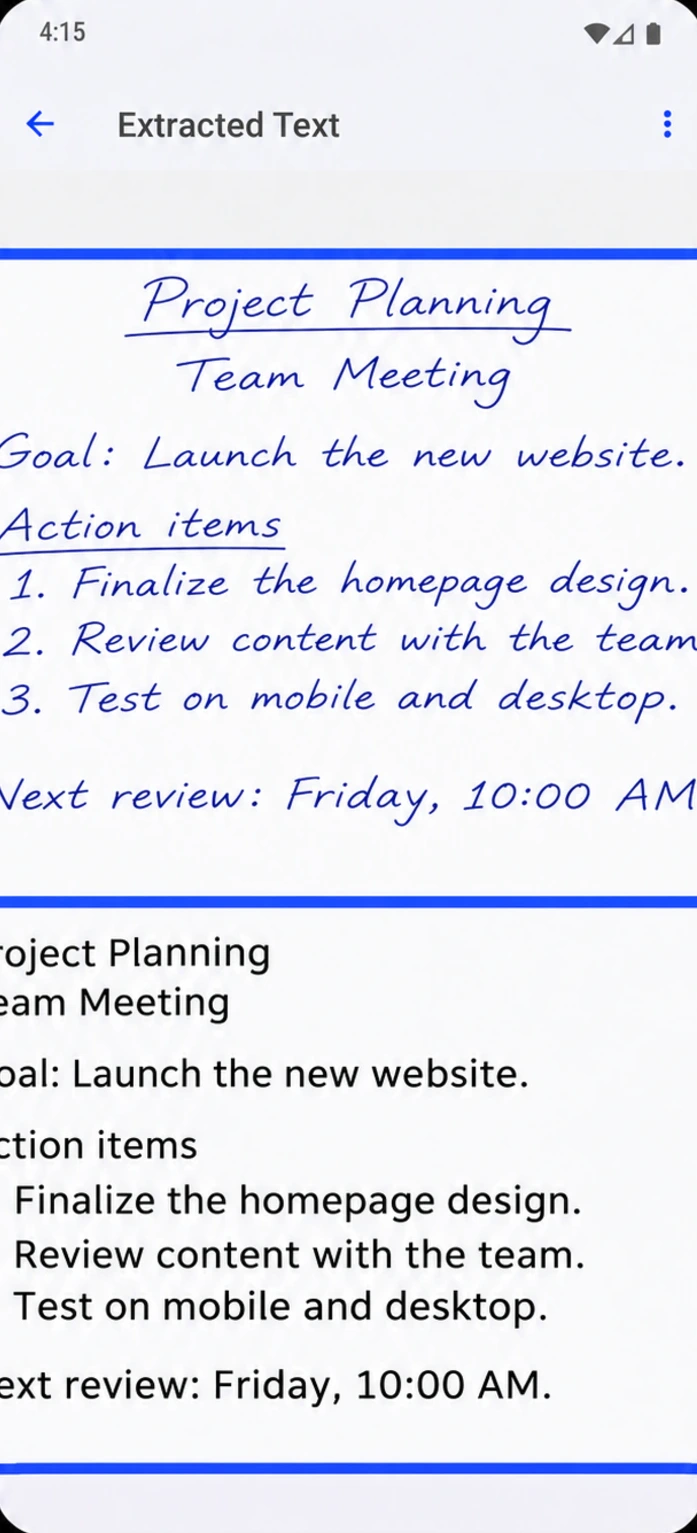 4:15
Extracted Text
Project Planning
Team Meeting
Goal: Launch the new website.
Action items
1. Finalize the homepage design.
2. Review content with the team
3. Test on mobile and desktop.
Next review: Friday, 10:00 AM
roject Planning
eam Meeting
oal: Launch the new website.
ction items
Finalize the homepage design.
Review content with the team.
Test on mobile and desktop.
ext review: Friday, 10:00 AM.